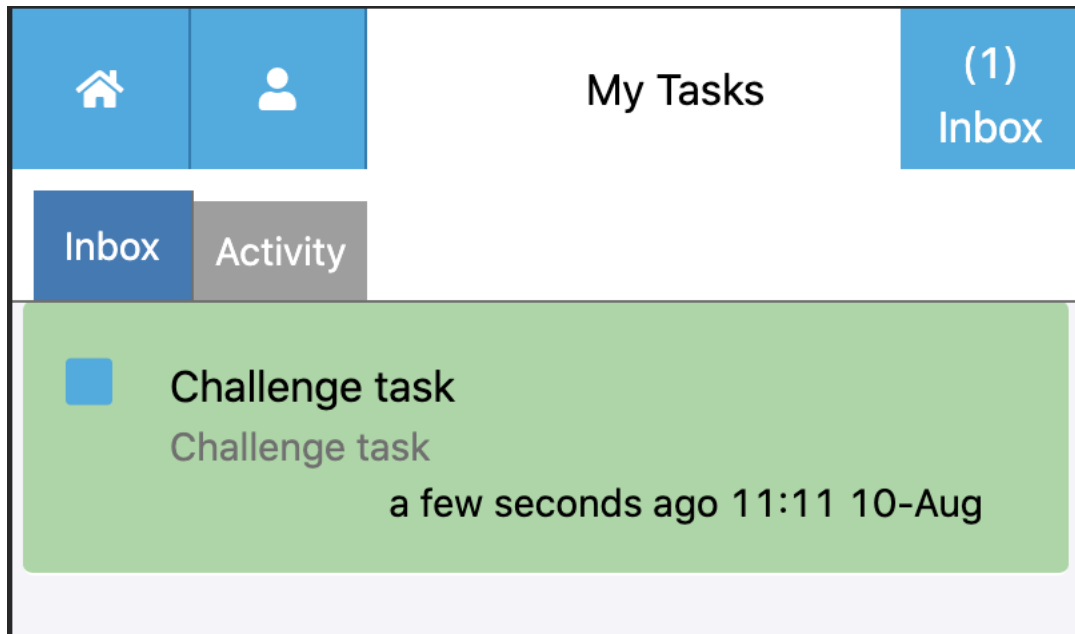 My Tasks
(1)
Inbox
Inbox
Activity
Challenge task
Challenge task
a few seconds ago 11:11 10-Aug